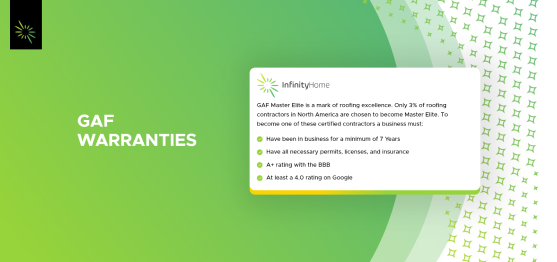 GAF
WARRANTIES
InfinityHome
GAF Master Elite is a mark of roofing excellence. Only 3% of roofing
contractors in North America are chosen to become Master Elite. To
become one of these certified contractors a business must:
Have been in business for a minimum of 7 Years
Have all necessary permits, licenses, and insurance
A+ rating with the BBB
At least a 4.0 rating on Google